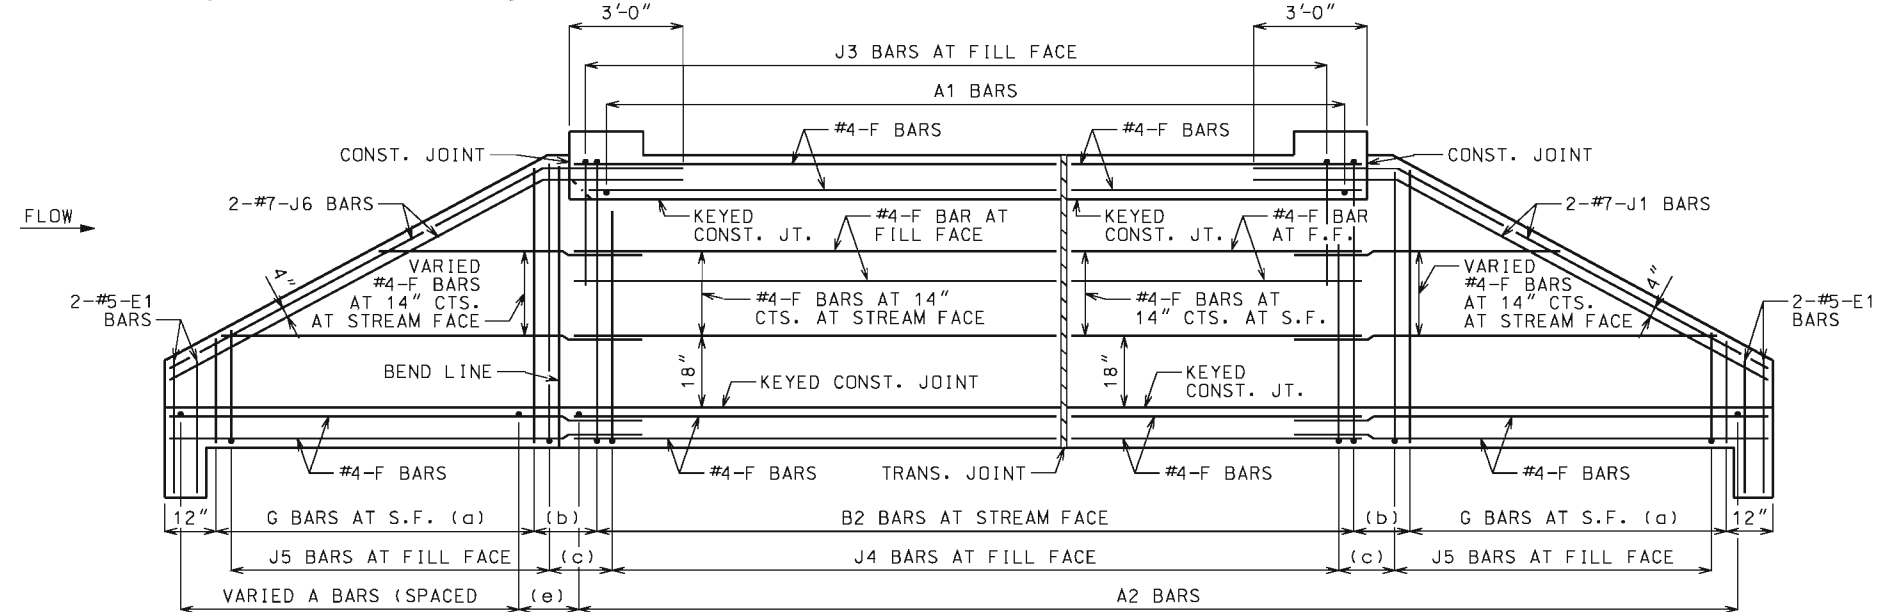 3'-0"
3'-0"
J3 BARS AT FILL FACE
A1 BARS
#4-F BARS
#4-F BARS
CONST. JOINT
CONST. JOINT
2-#7-J6 BARS
2-#7-J1 BARS
FLOW
KEYED
CONST. JT.
#4-F BAR AT
FILL FACE
KEYED
CONST. JT.
#4-F BAR
AT F.F.
4"
VARIED
#4-F BARS
AT 14" CTS.
AT STREAM FACE
#4-F BARS AT 14"
CTS. AT STREAM FACE
#4-F BARS AT
14" CTS. AT S.F.
VARIED
#4-F BARS
AT 14" CTS.
AT STREAM FACE
4"
2-#5-E1
BARS
2-#5-E1
BARS
BEND LINE
18"
KEYED CONST. JOINT
18"
KEYED
CONST. JT.
#4-F BARS
#4-F BARS
TRANS. JOINT
#4-F BARS
#4-F BARS
12"
G BARS AT S.F. (a)
(b)
B2 BARS AT STREAM FACE
(b)
G BARS AT S.F. (a)
12"
J5 BARS AT FILL FACE
(c)
J4 BARS AT FILL FACE
(c)
J5 BARS AT FILL FACE
VARIED A BARS (SPACED
(e)
A2 BARS